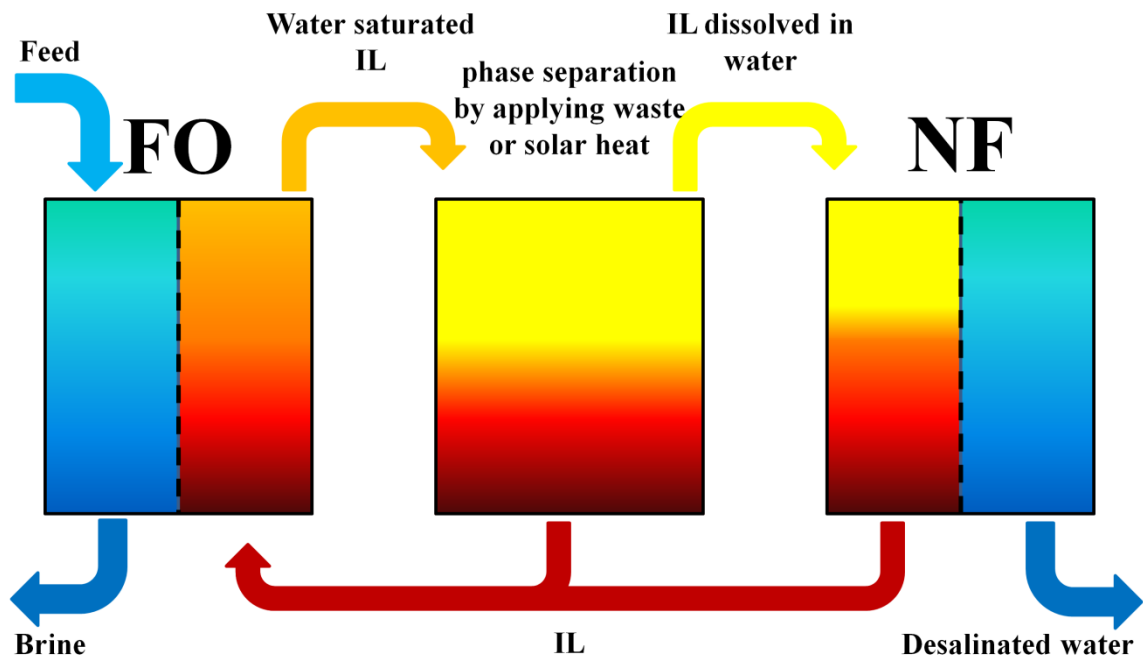 Feed
FO
Water saturated
IL
phase separation
by applying waste
or solar heat
IL dissolved in
water
NF
Brine
IL
Desalinated water